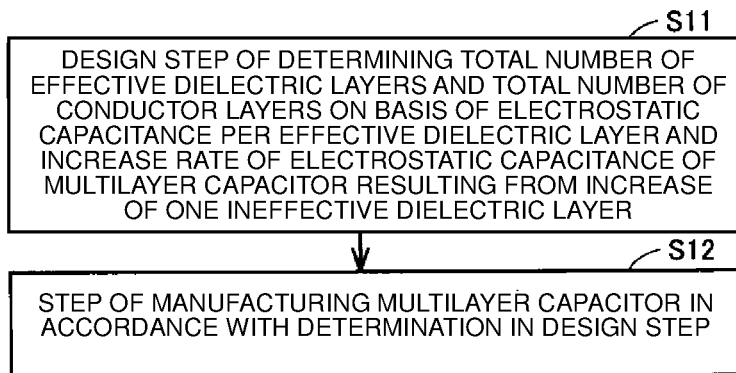 S11
DESIGN STEP OF DETERMINING TOTAL NUMBER OF
EFFECTIVE DIELECTRIC LAYERS AND TOTAL NUMBER OF
CONDUCTOR LAYERS ON BASIS OF ELECTROSTATIC
CAPACITANCE PER EFFECTIVE DIELECTRIC LAYER AND
INCREASE RATE OF ELECTROSTATIC CAPACITANCE OF
MULTILAYER CAPACITOR RESULTING FROM INCREASE
OF ONE INEFFECTIVE DIELECTRIC LAYER
S12
STEP OF MANUFACTURING MULTILAYER CAPACITOR IN
ACCORDANCE WITH DETERMINATION IN DESIGN STEP